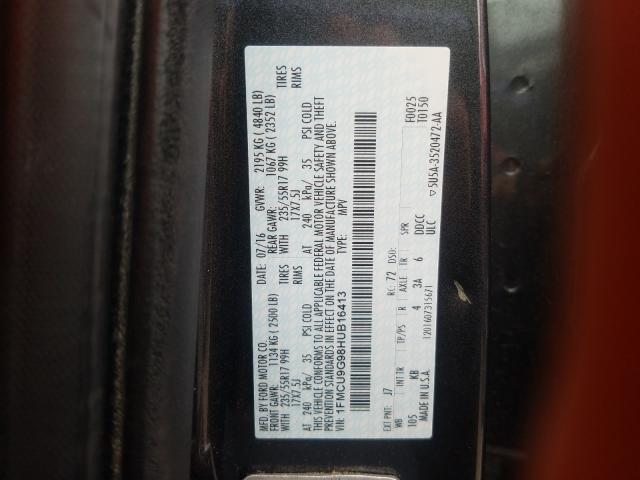 MFD. BY FORD MOTOR CO.
DATE: 07/16 GVWR: 2195 KG ( 4840 LB)
FRONT GAWR: 1134 KG ( 2500 LB) REAR GAWR: 1067 KG ( 2352 LB)
WITH 235/55R17 99H TIRES WITH 235/55R17 99H TIRES
17X7.5J RIMS 17X7.5J RIMS
AT 240 kPa/ 35 PSI COLD AT 240 kPa/ 35 PSI COLD
THIS VEHICLE CONFORMS TO ALL APPLICABLE FEDERAL MOTOR VEHICLE SAFETY AND THEFT
PREVENTION STANDARDS IN EFFECT ON THE DATE OF MANUFACTURE SHOWN ABOVE.
VIN: 1FMCU9G98HUB16413 TYPE: MPV
F0025
T0150
EXT PNT: J7 RC: 72 DSO:
WB INT TR TP/PS R AXLE TR SPR
105 KB 4 3A 6 DDCC
MADE IN U.S.A. ULC
1201607315671 ▽5U5A-3520472-AA